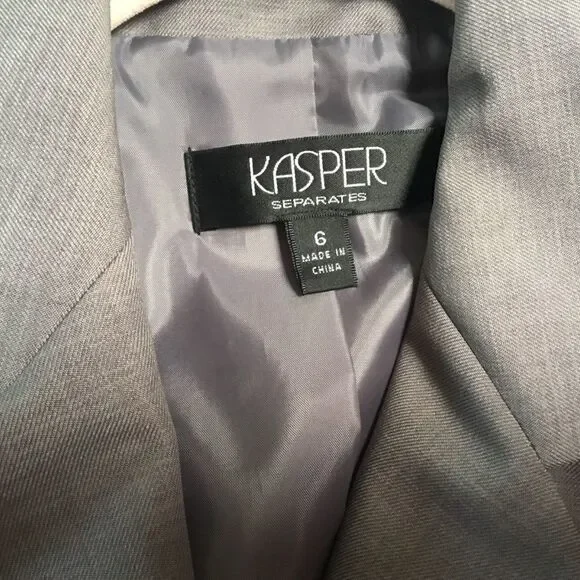 KASPER
SEPARATES
6
MADE IN
CHINA